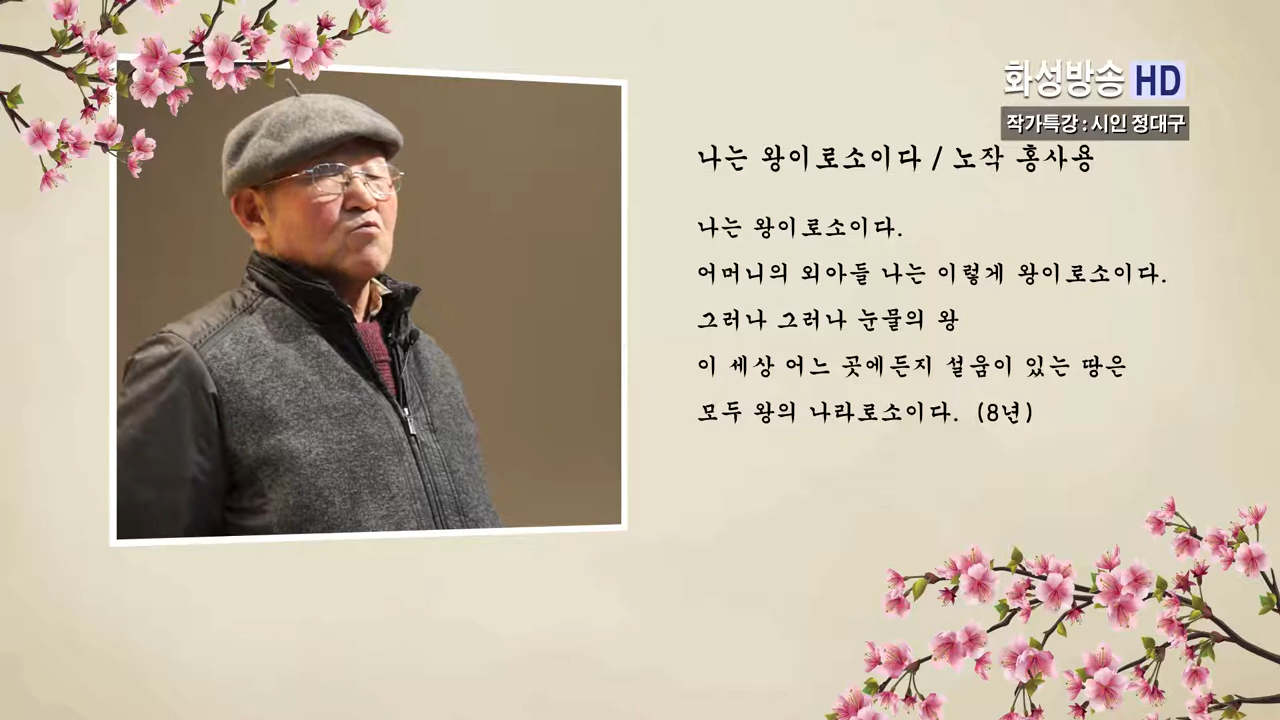 화성방송 HD
작가특강 : 시인 정대구
나는 왕이로소이다 / 노작 홍사용
나는 왕이로소이다.
어머니의 외아들 나는 이렇게 왕이로소이다.
그러나 그러나 눈물의 왕
이 세상 어느 곳에든지 설움이 있는 땅은
모두 왕의 나라로소이다. (8년)